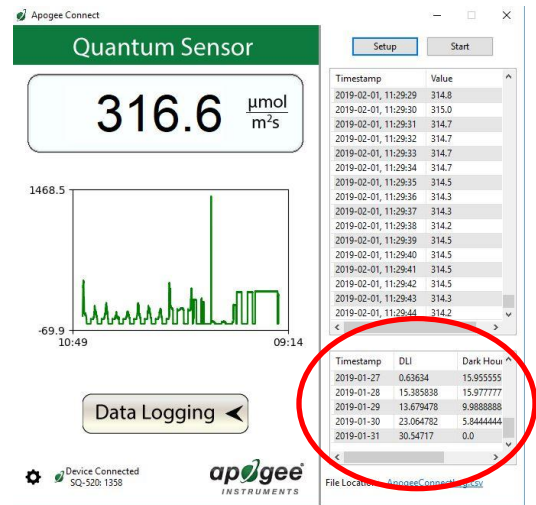 Apogee Connect
Quantum Sensor
316.6 µmol
m²s
1468.5
-69.9
10:49 09:14
Data Logging
Device Connected
SQ-520: 1358
apogee
INSTRUMENTS
Setup Start
Timestamp Value
2019-02-01, 11:29:29 314.8
2019-02-01, 11:29:30 315.0
2019-02-01, 11:29:31 314.7
2019-02-01, 11:29:32 314.7
2019-02-01, 11:29:33 314.7
2019-02-01, 11:29:34 314.7
2019-02-01, 11:29:35 314.5
2019-02-01, 11:29:36 314.3
2019-02-01, 11:29:37 314.3
2019-02-01, 11:29:38 314.2
2019-02-01, 11:29:39 314.5
2019-02-01, 11:29:40 314.5
2019-02-01, 11:29:41 314.5
2019-02-01, 11:29:42 314.5
2019-02-01, 11:29:43 314.3
2019-02-01, 11:29:44 314.2
Timestamp DLI Dark Hour
2019-01-27 0.63634 15.955555
2019-01-28 15.385838 15.977777
2019-01-29 13.679478 9.9888888
2019-01-30 23.064782 5.8444444
2019-01-31 30.54717 0.0
File Location: ApogeeConnectLog.csv